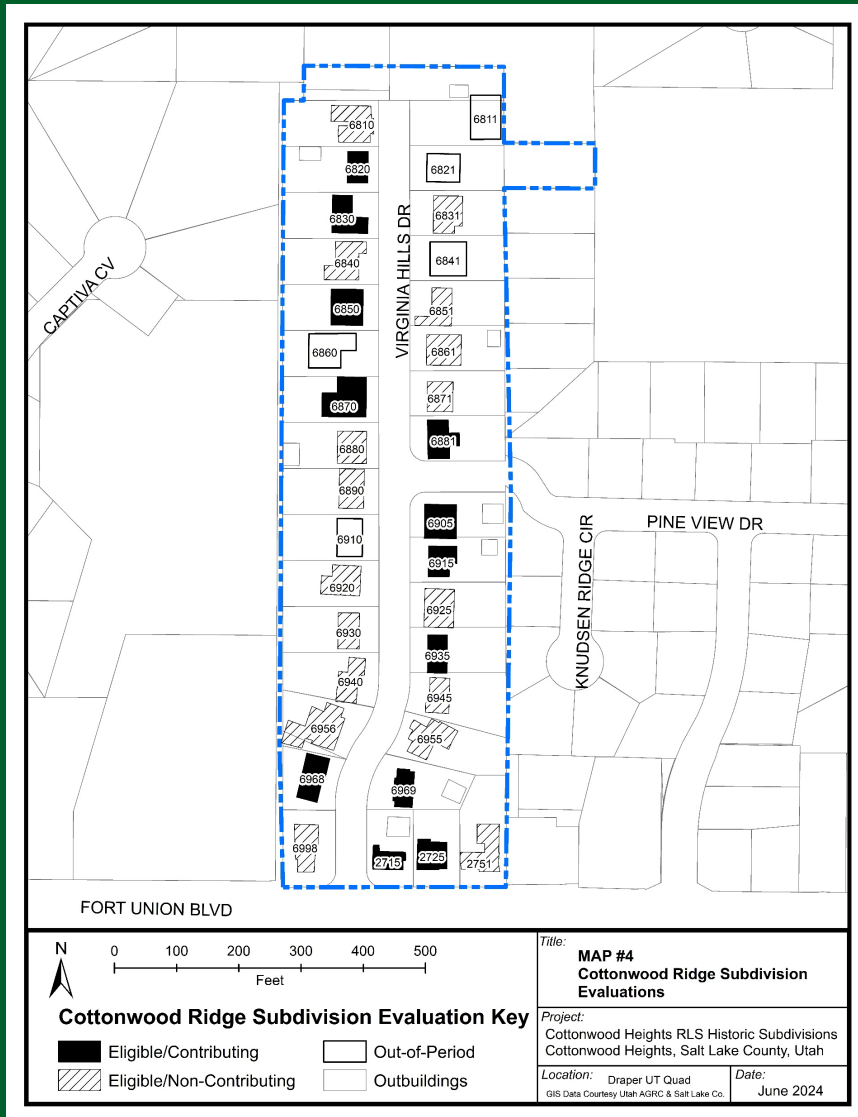 6810
6811
6820
6821
6830
6831
VIRGINIA HILLS DR
6840
6841
CAPTIVA CV
6850
6851
6860
6861
6870
6871
6880
6881
6890
6905
6910
6915
PINE VIEW DR
KNUDSEN RIDGE CIR
6920
6925
6930
6935
6940
6945
6956
6955
6968
6969
6998
2715
2725
2751
FORT UNION BLVD
N
0 100 200 300 400 500
Feet
Cottonwood Ridge Subdivision Evaluation Key
Eligible/Contributing
Out-of-Period
Eligible/Non-Contributing
Outbuildings
Title:
MAP #4
Cottonwood Ridge Subdivision
Evaluations
Project:
Cottonwood Heights RLS Historic Subdivisions
Cottonwood Heights, Salt Lake County, Utah
Location: Draper UT Quad
GIS Data Courtesy Utah AGRC & Salt Lake Co.
Date:
June 2024